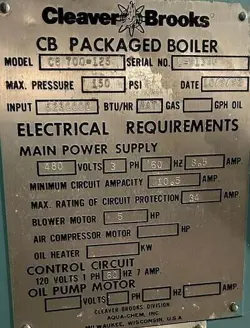 Cleaver Brooks
CB PACKAGED BOILER
MODEL CB 700-125 SERIAL NO.
MAX. PRESSURE 150 PSI DATE
INPUT BTU/HR GAS GPH OIL
ELECTRICAL REQUIREMENTS
MAIN POWER SUPPLY
460 VOLTS 3 PH 60 HZ AMP.
MINIMUM CIRCUIT AMPACITY 10.5 AMP.
MAX. RATING OF CIRCUIT PROTECTION AMP.
BLOWER MOTOR 5 HP
AIR COMPRESSOR MOTOR HP
OIL HEATER KW
CONTROL CIRCUIT
120 VOLTS 1 PH 60 HZ 7 AMP.
OIL PUMP MOTOR
VOLTS PH HZ AMP.
CLEAVER-BROOKS DIVISION
AQUA-CHEM, INC
MILWAUKEE, WISCONSIN, U.S.A.